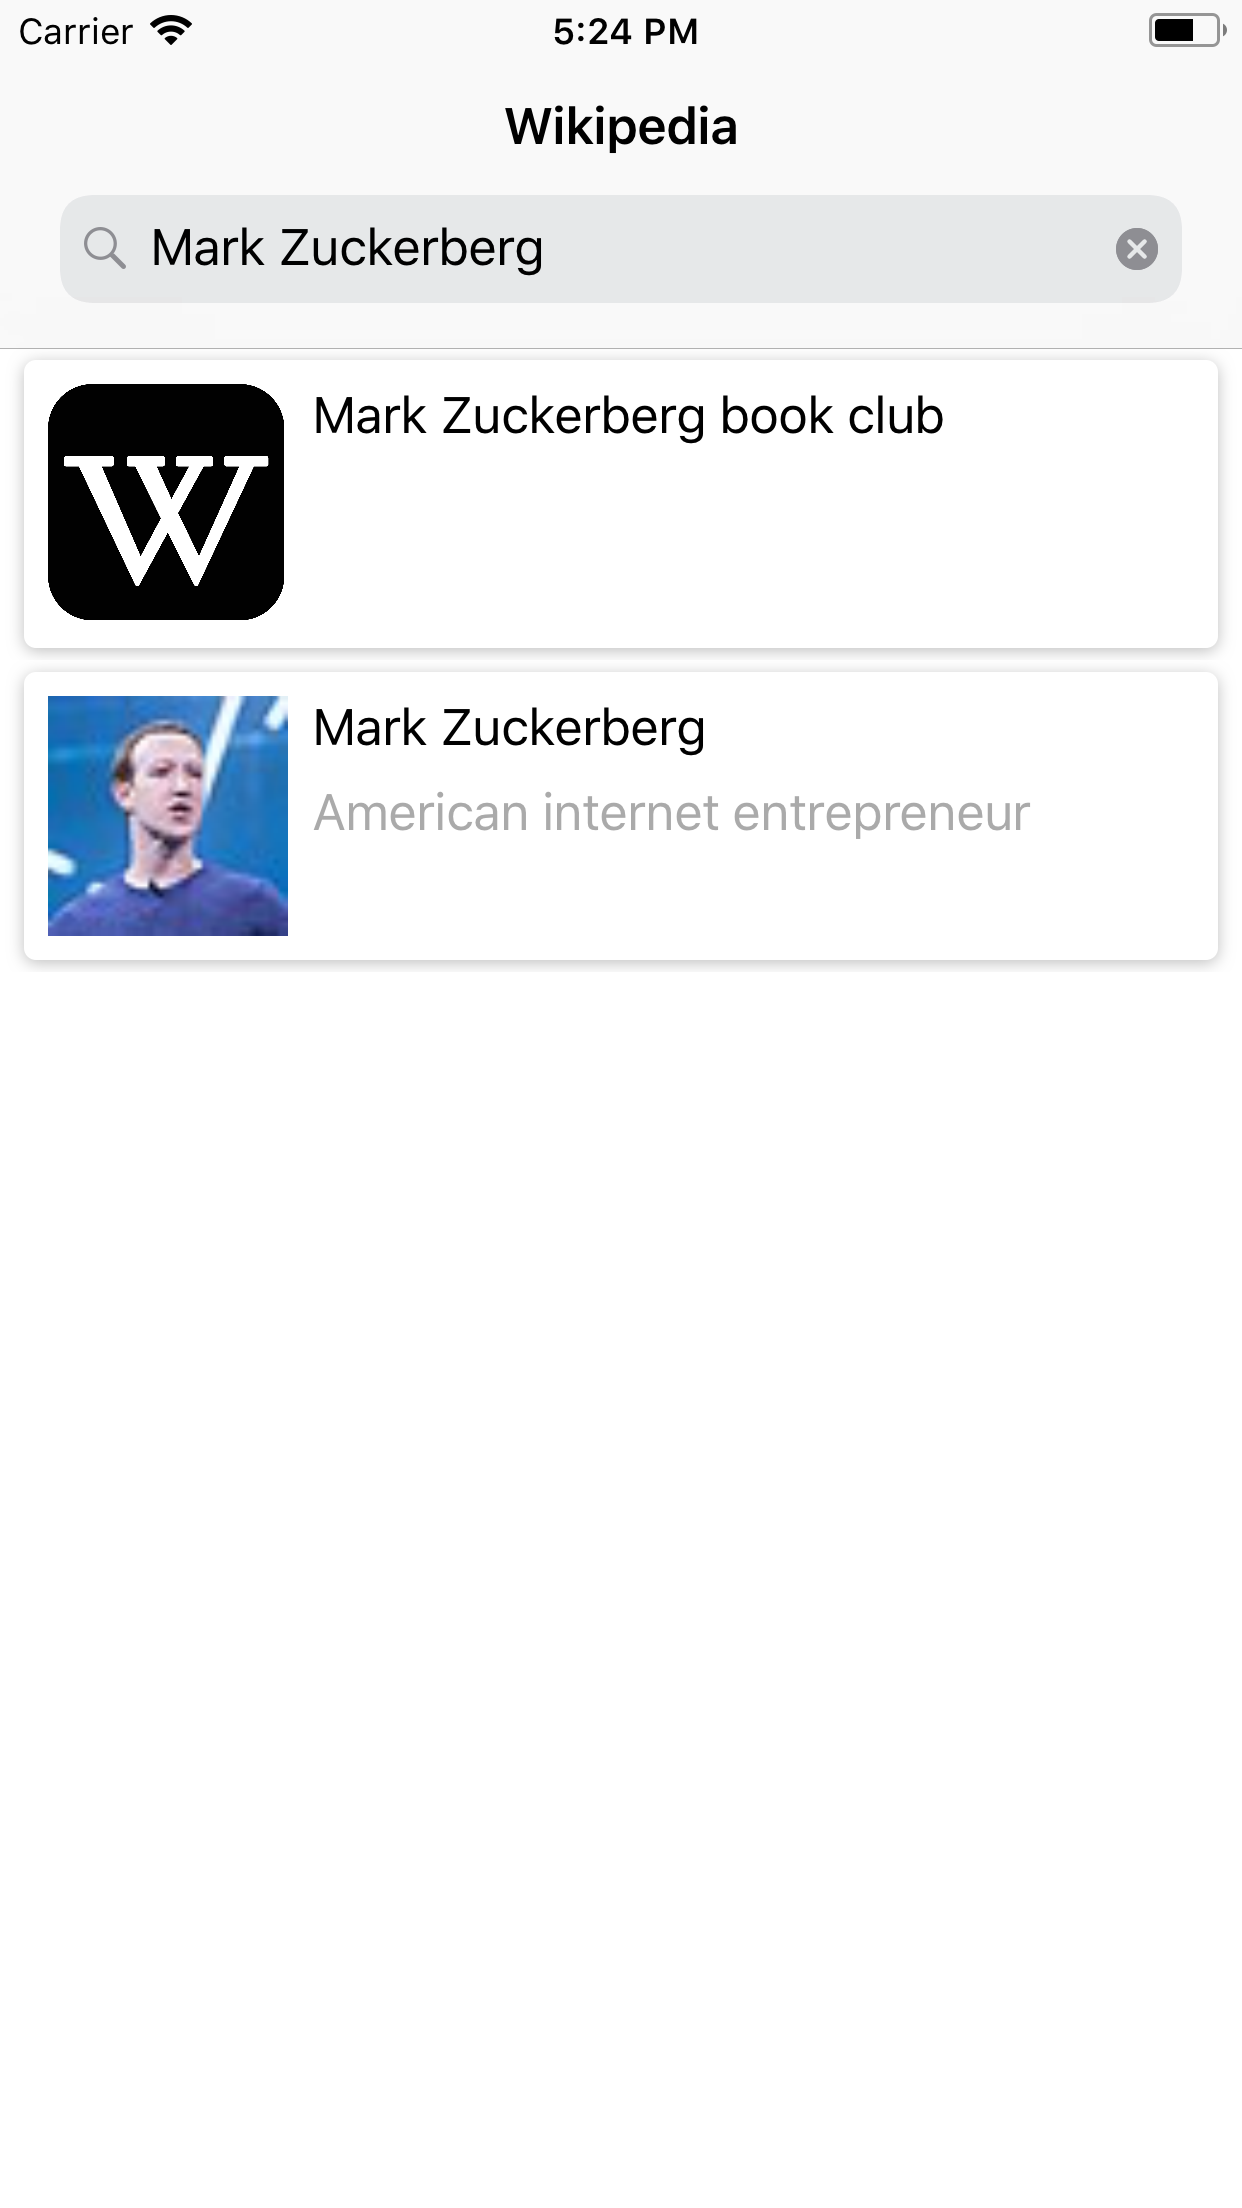 Carrier 5:24 PM
Wikipedia
Mark Zuckerberg
W
Mark Zuckerberg book club
Mark Zuckerberg
American internet entrepreneur